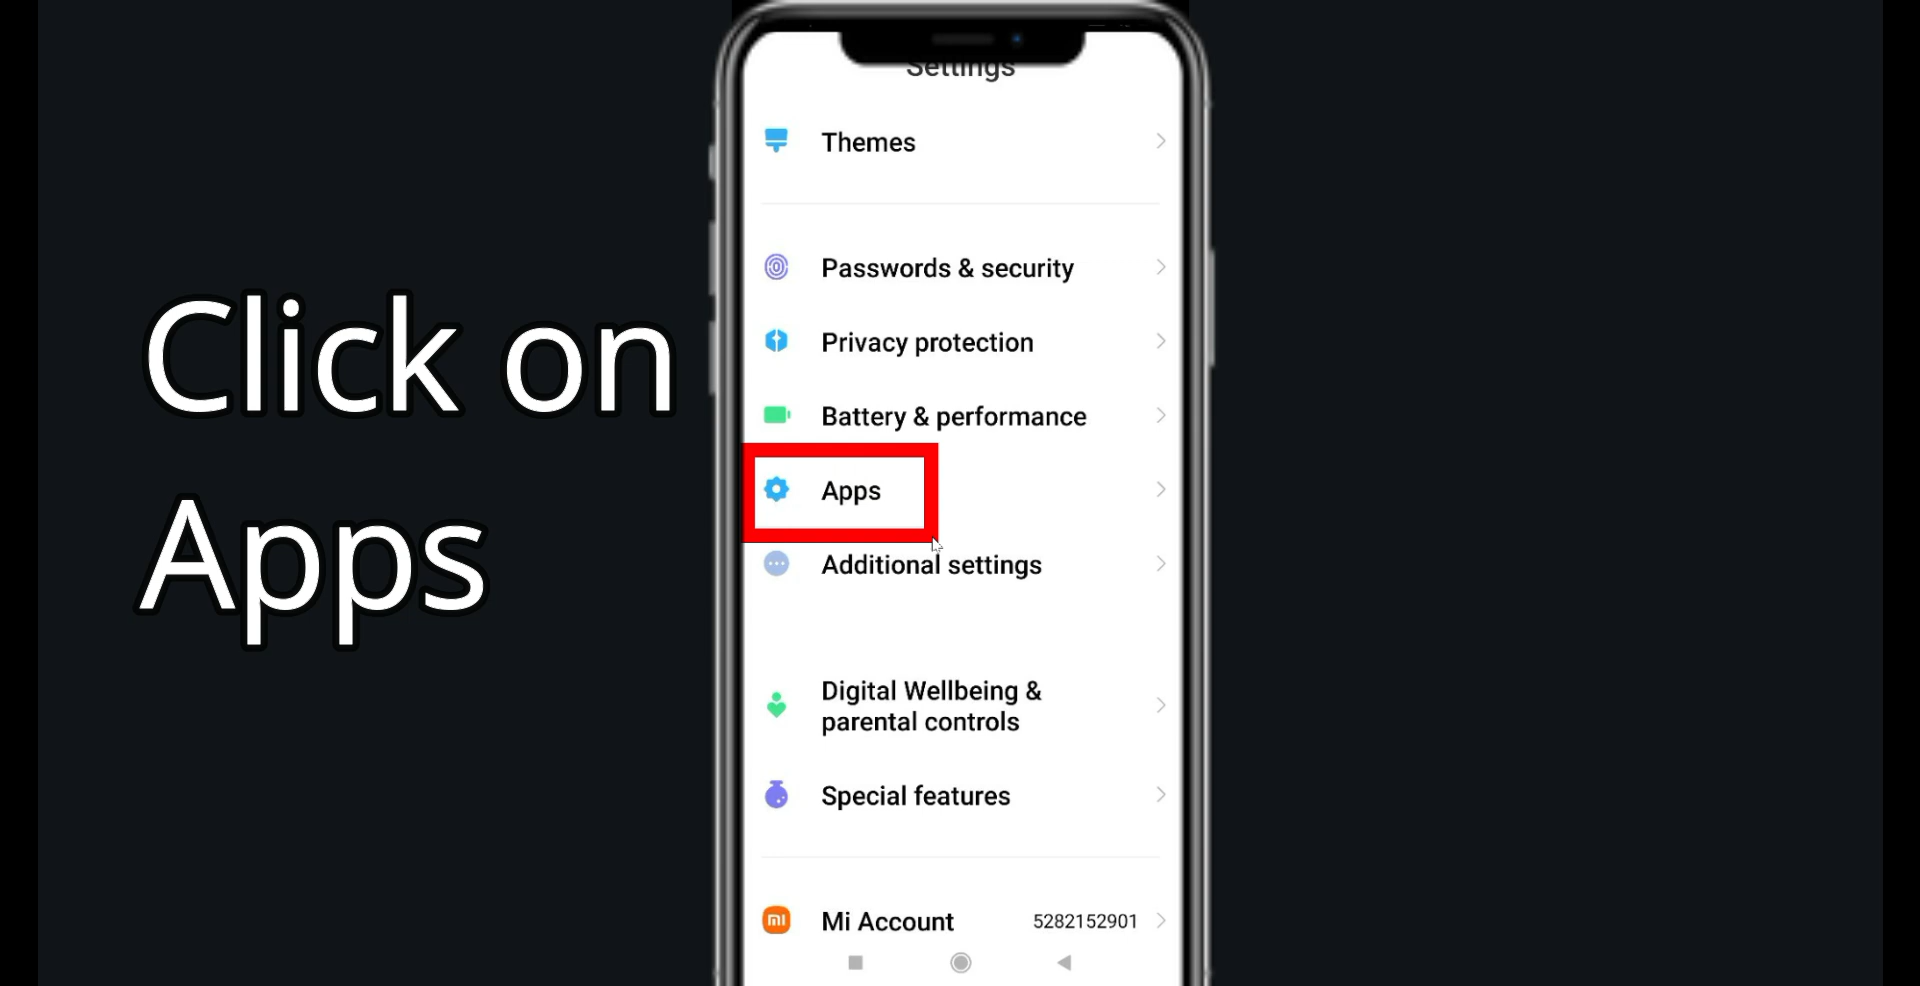 Click on
Apps
Settings
Themes
Passwords & security
Privacy protection
Battery & performance
Apps
Additional settings
Digital Wellbeing &
parental controls
Special features
mi
Mi Account 5282152901